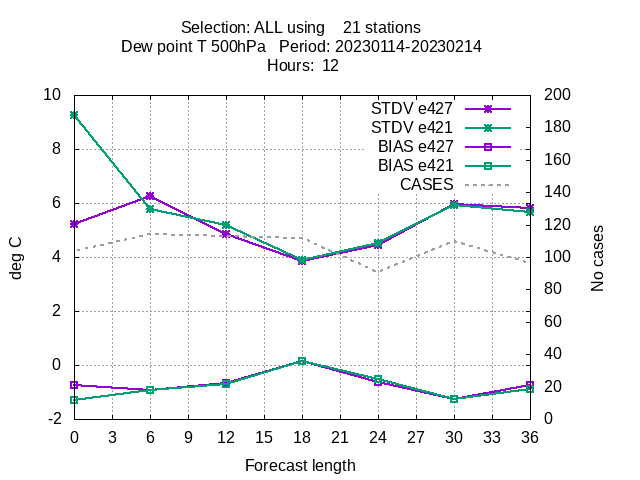 Selection: ALL using    21 stations
Dew point T 500hPa   Period: 20230114-20230214
Hours:  12
STDV e427
STDV e421
BIAS e427
BIAS e421
CASES
10
8
6
4
2
0
-2
deg C
200
180
160
140
120
100
80
60
40
20
0
No cases
0 3 6 9 12 15 18 21 24 27 30 33 36
Forecast length